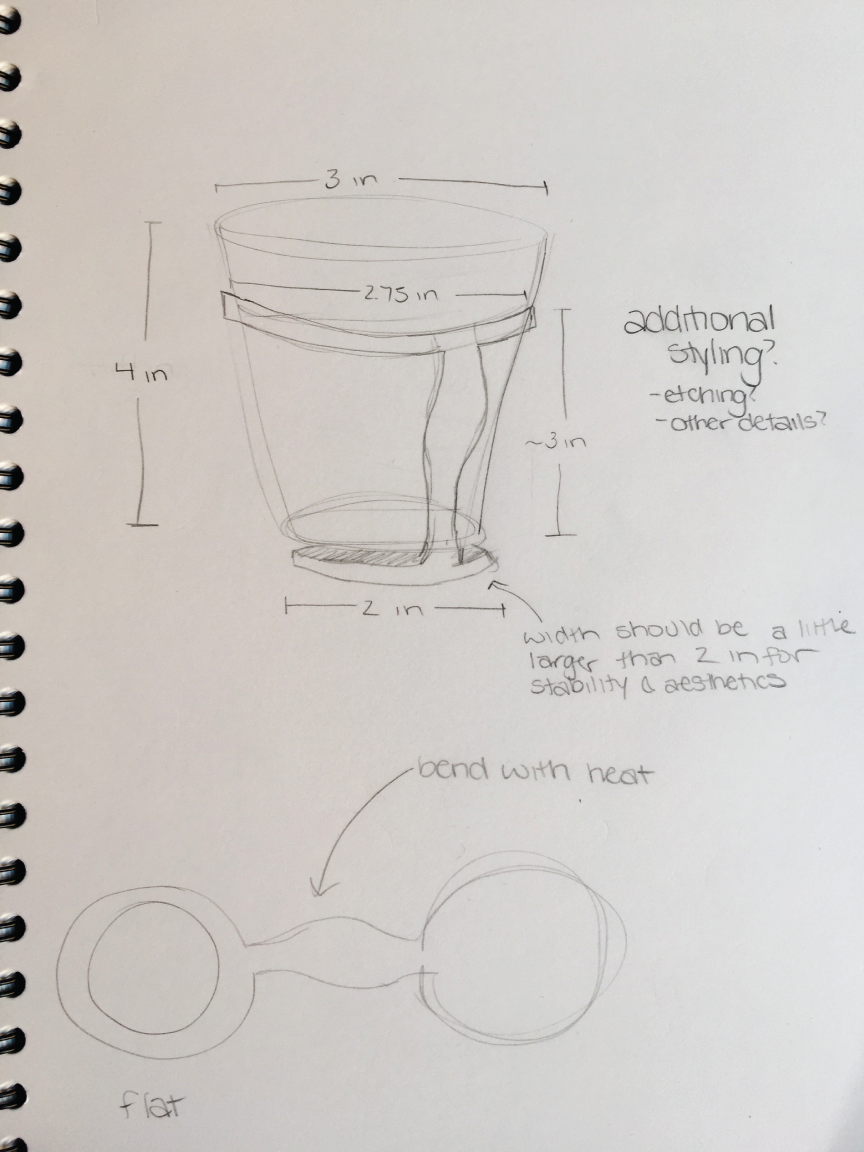 3 in
2.75 in
4 in
additional
styling?
-etching?
-other details?
~3 in
2 in
width should be a little
larger than 2 in for
stability & aesthetics
bend with heat
flat